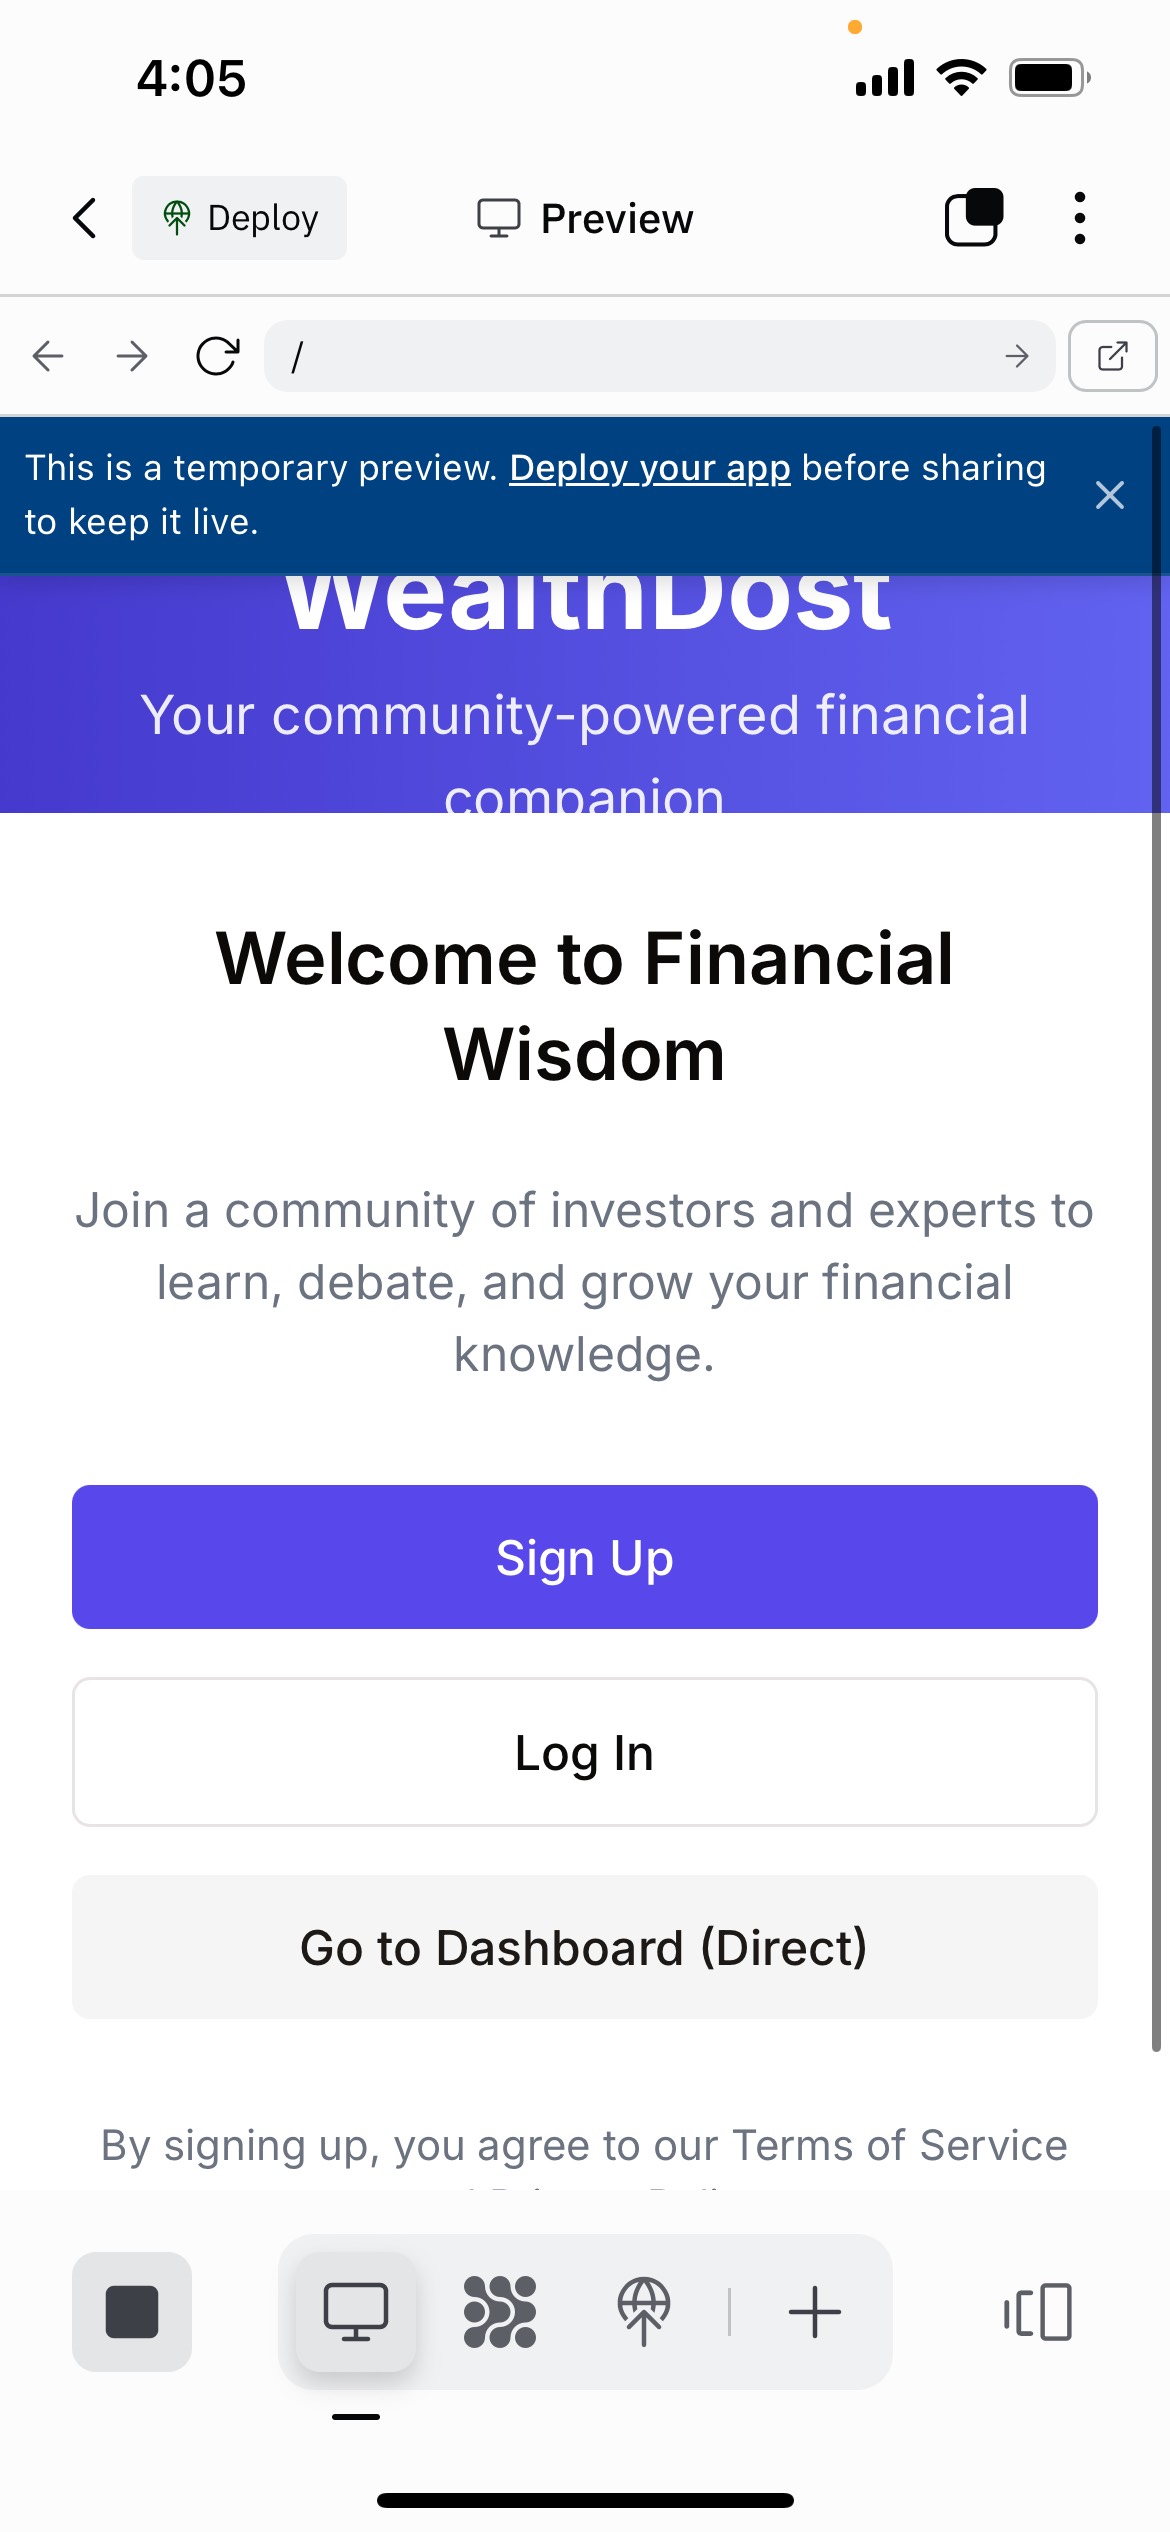 4:05
Deploy
Preview
/
This is a temporary preview. Deploy your app before sharing
to keep it live.
WealthDost
Your community-powered financial
companion
Welcome to Financial
Wisdom
Join a community of investors and experts to
learn, debate, and grow your financial
knowledge.
Sign Up
Log In
Go to Dashboard (Direct)
By signing up, you agree to our Terms of Service